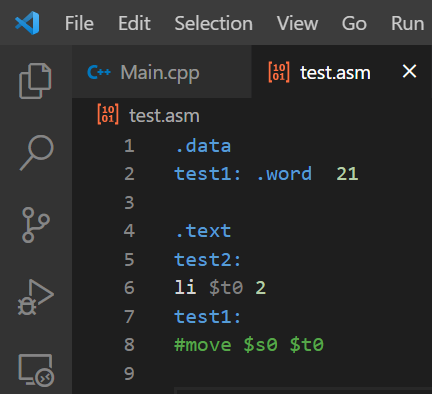 File Edit Selection View Go Run
C++ Main.cpp test.asm
test.asm
1 .data
2 test1: .word 21
3
4 .text
5 test2:
6 li $t0 2
7 test1:
8 #move $s0 $t0
9